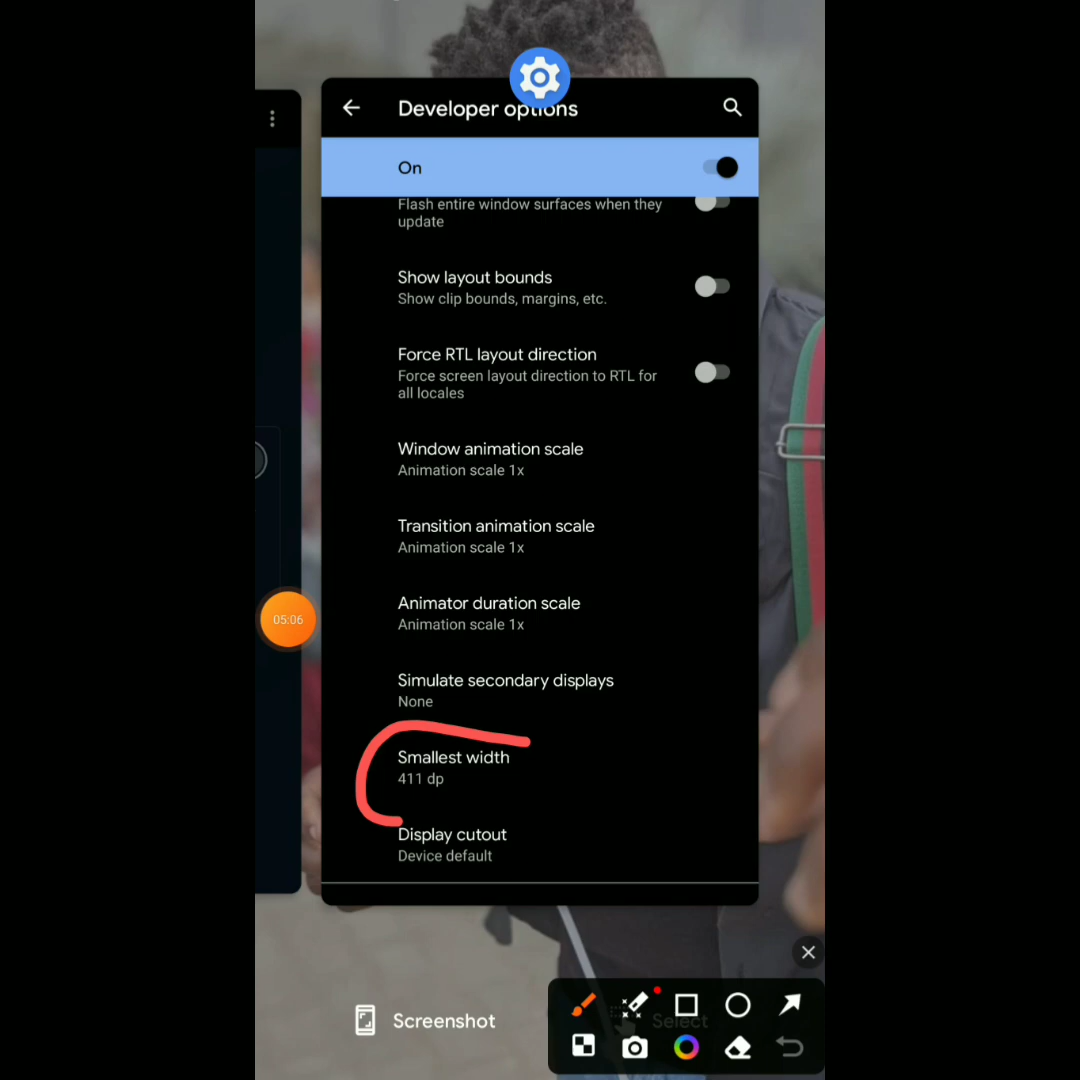 Developer options
On
Flash entire window surfaces when they
update
Show layout bounds
Show clip bounds, margins, etc.
Force RTL layout direction
Force screen layout direction to RTL for
all locales
Window animation scale
Animation scale 1x
Transition animation scale
Animation scale 1x
Animator duration scale
Animation scale 1x
05:06
Simulate secondary displays
None
Smallest width
411 dp
Display cutout
Device default
Screenshot
Select